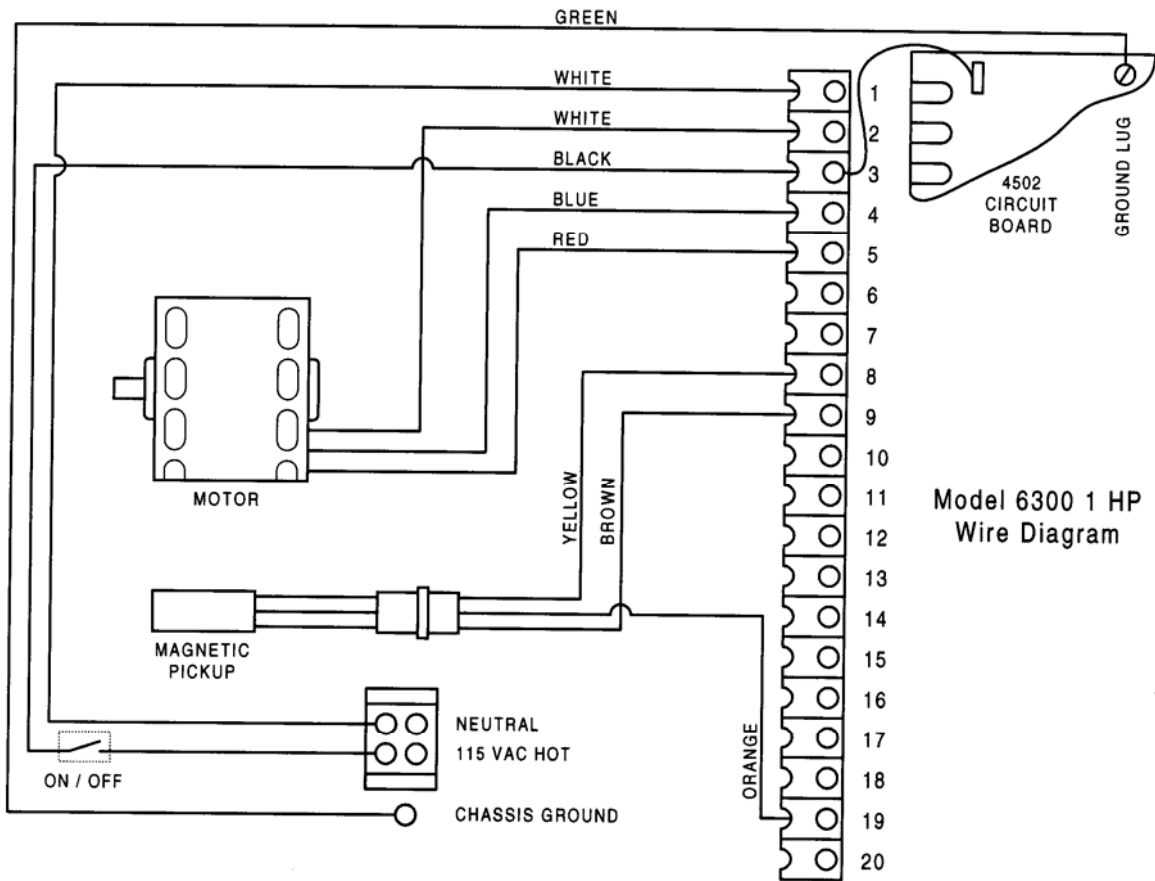 GREEN
WHITE
WHITE
BLACK
BLUE
RED
1
2
3
4
5
6
7
8
9
10
11
12
13
14
15
16
17
18
19
20
4502
CIRCUIT
BOARD
GROUND LUG
MOTOR
YELLOW
BROWN
Model 6300 1 HP
Wire Diagram
MAGNETIC
PICKUP
NEUTRAL
115 VAC HOT
ON / OFF
ORANGE
CHASSIS GROUND